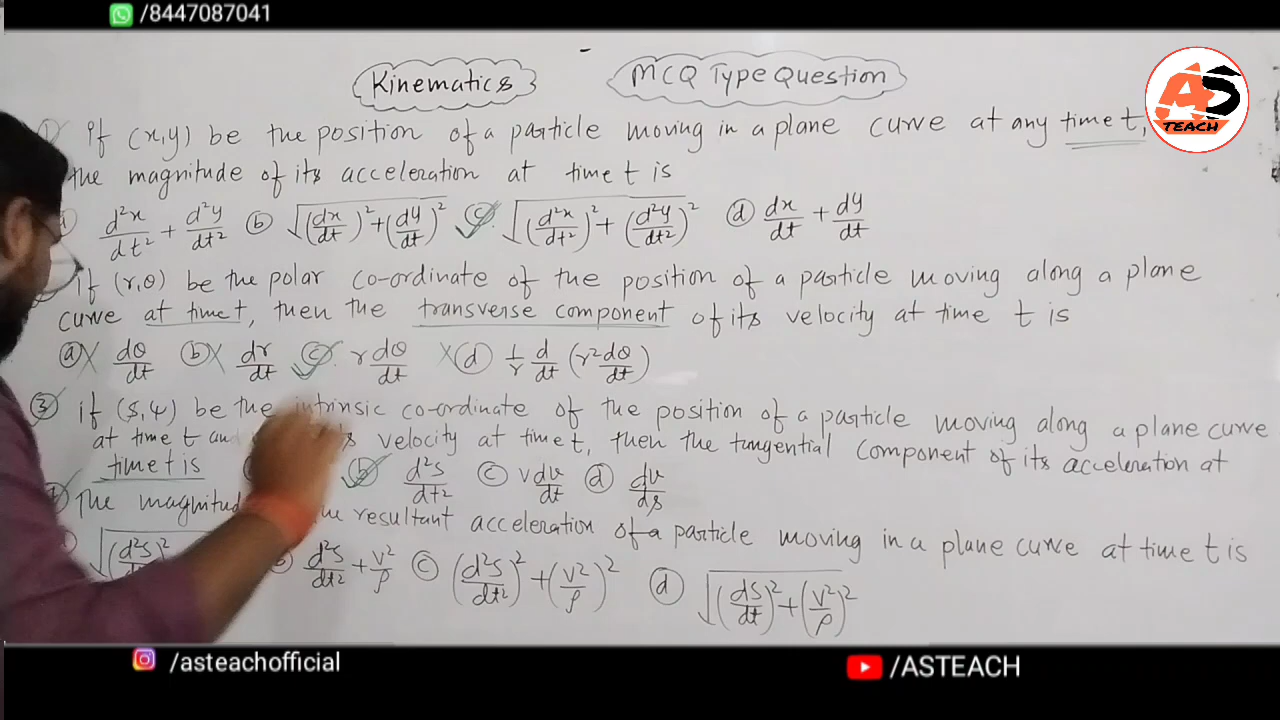 /8447087041
Kinematics MCQ Type Question
AS TEACH
① If (x,y) be the position of a particle moving in a plane curve at any time t,
the magnitude of its acceleration at time t is
d²x/dt² + d²y/dt² ⓑ √((dx/dt)² + (dy/dt)²) ⓒ √((d²x/dt²)² + (d²y/dt²)²) ⓓ dx/dt + dy/dt
if (r,θ) be the polar co-ordinate of the position of a particle moving along a plane
curve at time t, then the transverse component of its velocity at time t is
ⓐ dθ/dt ⓑ dr/dt ⓒ r dθ/dt ⓓ 1/r d/dt (r² dθ/dt)
③ if (s,ψ) be the intrinsic co-ordinate of the position of a particle moving along a plane curve
at time t and velocity at time t, then the tangential component of its acceleration at
time t is ⓑ d²s/dt² ⓒ v dv/dt ⓓ dv/ds
The resultant acceleration of a particle moving in a plane curve at time t is
√((d²s/dt²)² d²s/dt² + v²/ρ ⓒ (d²s/dt²)² + (v²/ρ)² ⓓ √((ds/dt)² + (v²/ρ)²)
/asteachofficial /ASTEACH